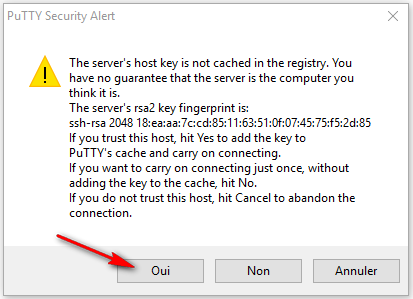 PuTTY Security Alert
The server's host key is not cached in the registry. You
have no guarantee that the server is the computer you
think it is.
The server's rsa2 key fingerprint is:
ssh-rsa 2048 18:ea:aa:7c:cd:85:11:63:51:0f:07:45:75:f5:2d:85
If you trust this host, hit Yes to add the key to
PuTTY's cache and carry on connecting.
If you want to carry on connecting just once, without
adding the key to the cache, hit No.
If you do not trust this host, hit Cancel to abandon the
connection.
Oui Non Annuler